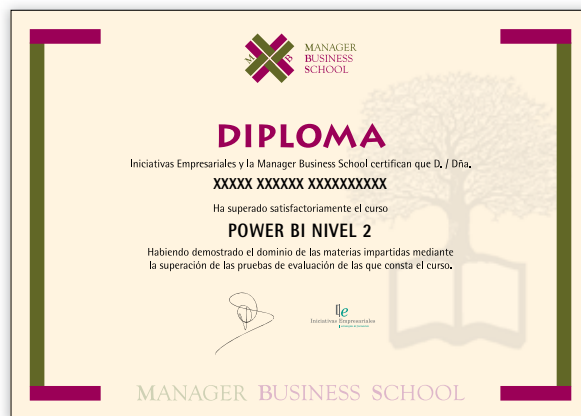 M B
MANAGER
BUSINESS
SCHOOL
DIPLOMA
Iniciativas Empresariales y la Manager Business School certifican que D. / Dña.
XXXXX XXXXXX XXXXXXXXXX
Ha superado satisfactoriamente el curso
POWER BI NIVEL 2
Habiendo demostrado el dominio de las materias impartidas mediante
la superación de las pruebas de evaluación de las que consta el curso.
Iniciativas Empresariales
MANAGER BUSINESS SCHOOL